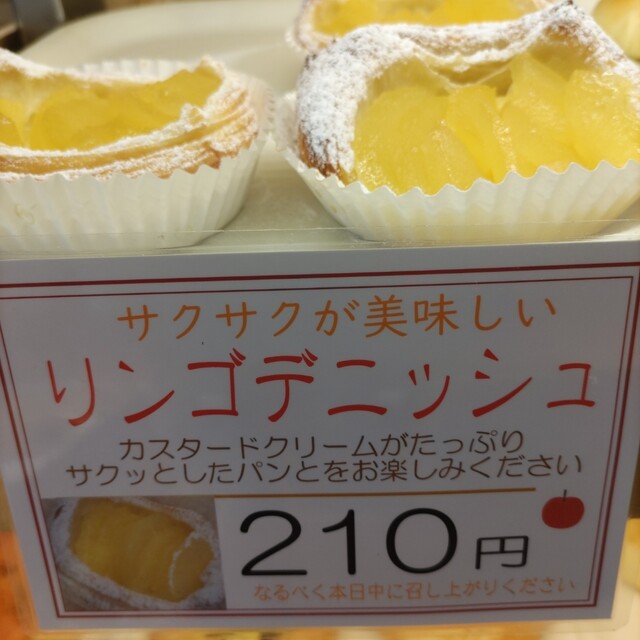 サクサクが美味しい
リンゴデニッシュ
カスタードクリームがたっぷり
サクッとしたパンとをお楽しみください
210円
なるべく本日中に召し上がりください